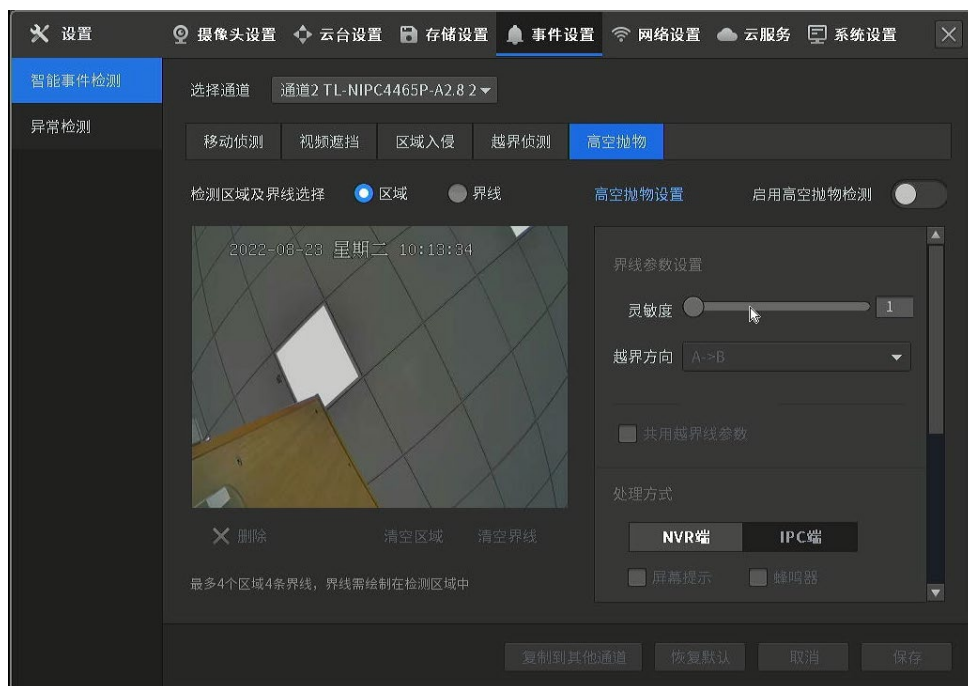 设置 摄像头设置 云台设置 存储设置 事件设置 网络设置 云服务 系统设置
智能事件检测
异常检测
选择通道 通道2 TL-NIPC4465P-A2.8 2
移动侦测 视频遮挡 区域入侵 越界侦测 高空抛物
检测区域及界线选择 区域 界线 高空抛物设置 启用高空抛物检测
2022-08-23 星期二 10:13:34
界线参数设置
灵敏度 1
越界方向 A->B
共用越界线参数
处理方式
NVR端 IPC端
屏幕提示 蜂鸣器
删除 清空区域 清空界线
最多4个区域4条界线，界线需绘制在检测区域中
复制到其他通道 恢复默认 取消 保存